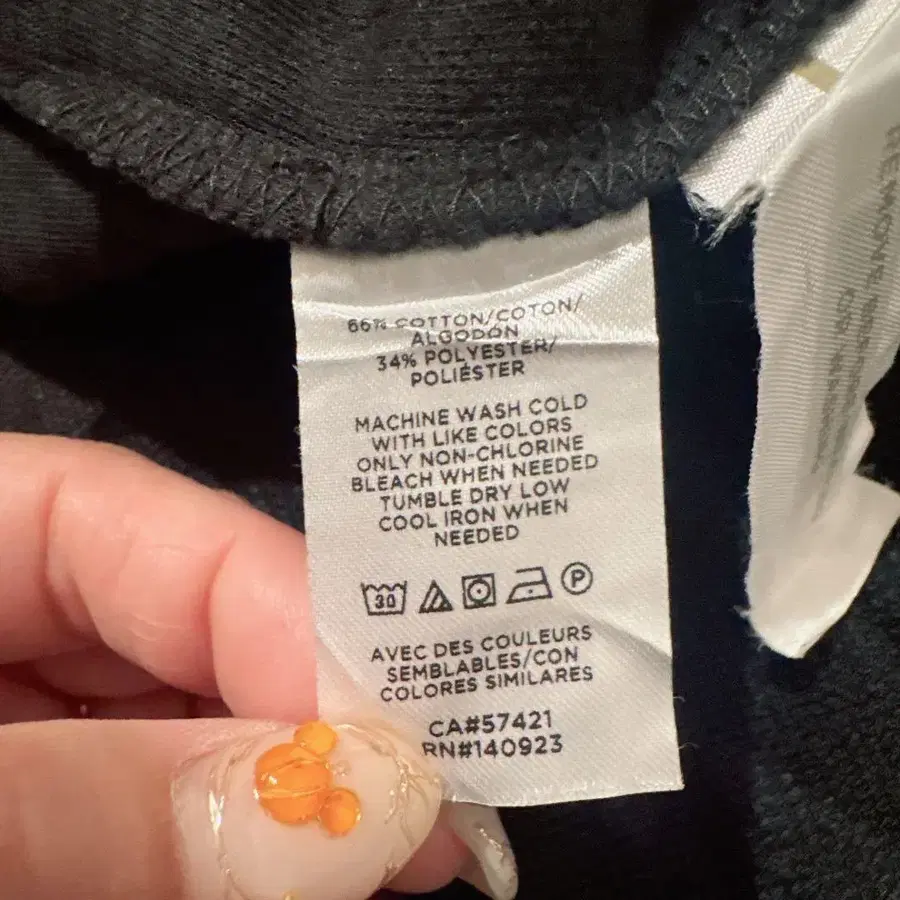 66% COTTON/COTON/
ALGODÓN
34% POLYESTER/
POLIÉSTER
MACHINE WASH COLD
WITH LIKE COLORS
ONLY NON-CHLORINE
BLEACH WHEN NEEDED
TUMBLE DRY LOW
COOL IRON WHEN
NEEDED
30 P
AVEC DES COULEURS
SEMBLABLES/CON
COLORES SIMILARES
CA#57421
RN#140923
REMOVE